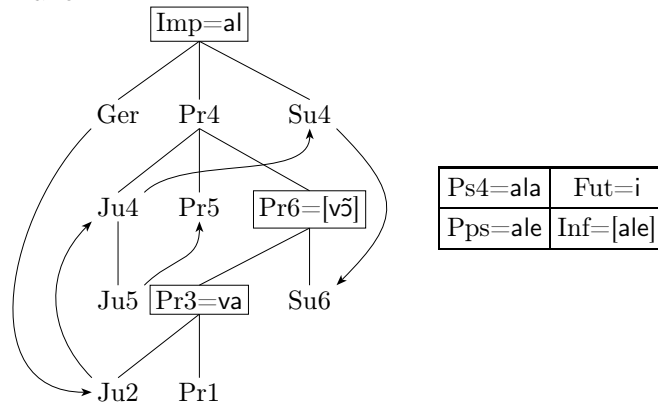 Imp=al
Ger Pr4 Su4
Ju4 Pr5 Pr6=[vɔ̃]
Ju5 Pr3=va Su6
Ju2 Pr1
Ps4=ala Fut=i
Pps=ale Inf=[ale]